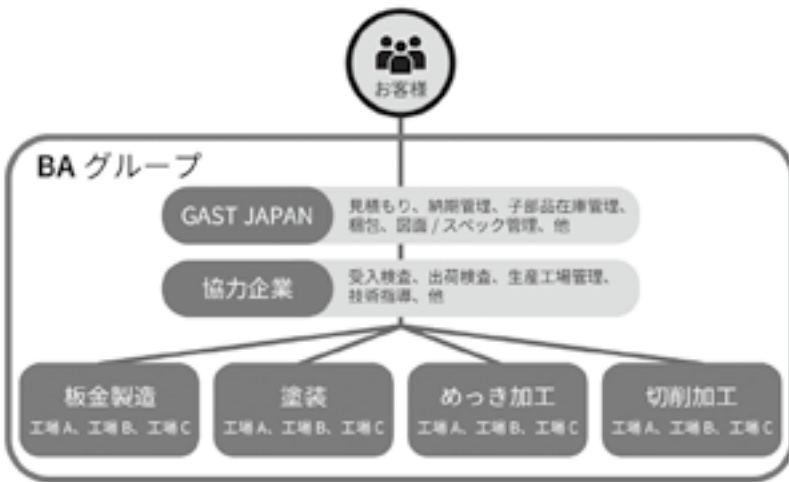 お客様
BA グループ
GAST JAPAN
見積もり、納期管理、子部品在庫管理、
梱包、図面 / スペック管理、他
協力企業
受入検査、出荷検査、生産工場管理、
技術指導、他
板金製造
工場 A、工場 B、工場 C
塗装
工場 A、工場 B、工場 C
めっき加工
工場 A、工場 B、工場 C
切削加工
工場 A、工場 B、工場 C